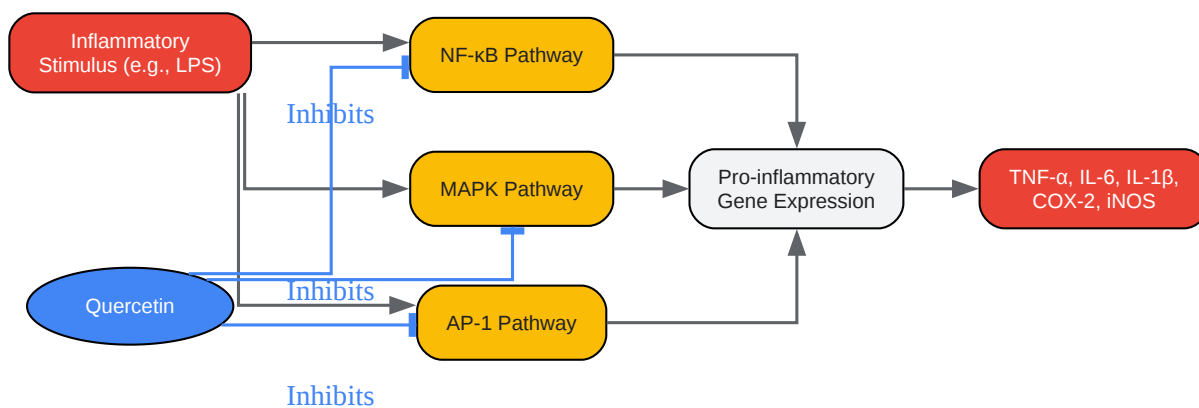 Inflammatory
Stimulus (e.g., LPS)
NF-κB Pathway
Inhibits
MAPK Pathway
Pro-inflammatory
Gene Expression
TNF-α, IL-6, IL-1β,
COX-2, iNOS
Quercetin
Inhibits
AP-1 Pathway
Inhibits